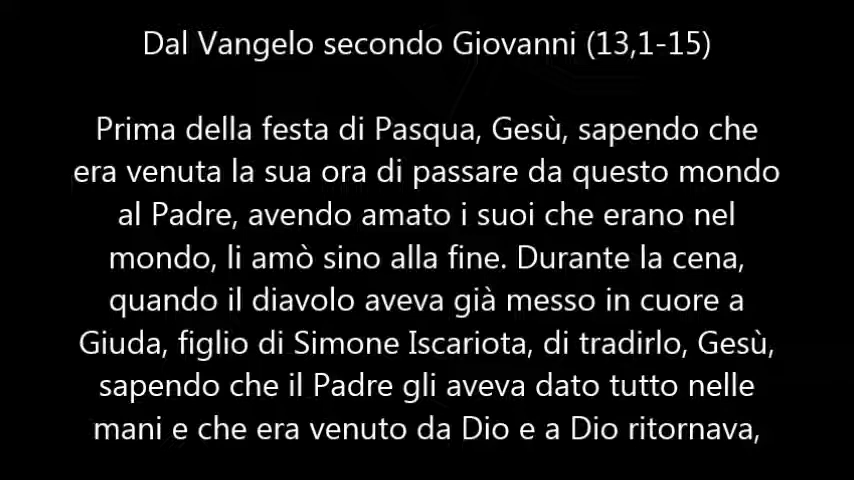 Dal Vangelo secondo Giovanni (13,1-15)
Prima della festa di Pasqua, Gesù, sapendo che
era venuta la sua ora di passare da questo mondo
al Padre, avendo amato i suoi che erano nel
mondo, li amò sino alla fine. Durante la cena,
quando il diavolo aveva già messo in cuore a
Giuda, figlio di Simone Iscariota, di tradirlo, Gesù,
sapendo che il Padre gli aveva dato tutto nelle
mani e che era venuto da Dio e a Dio ritornava,